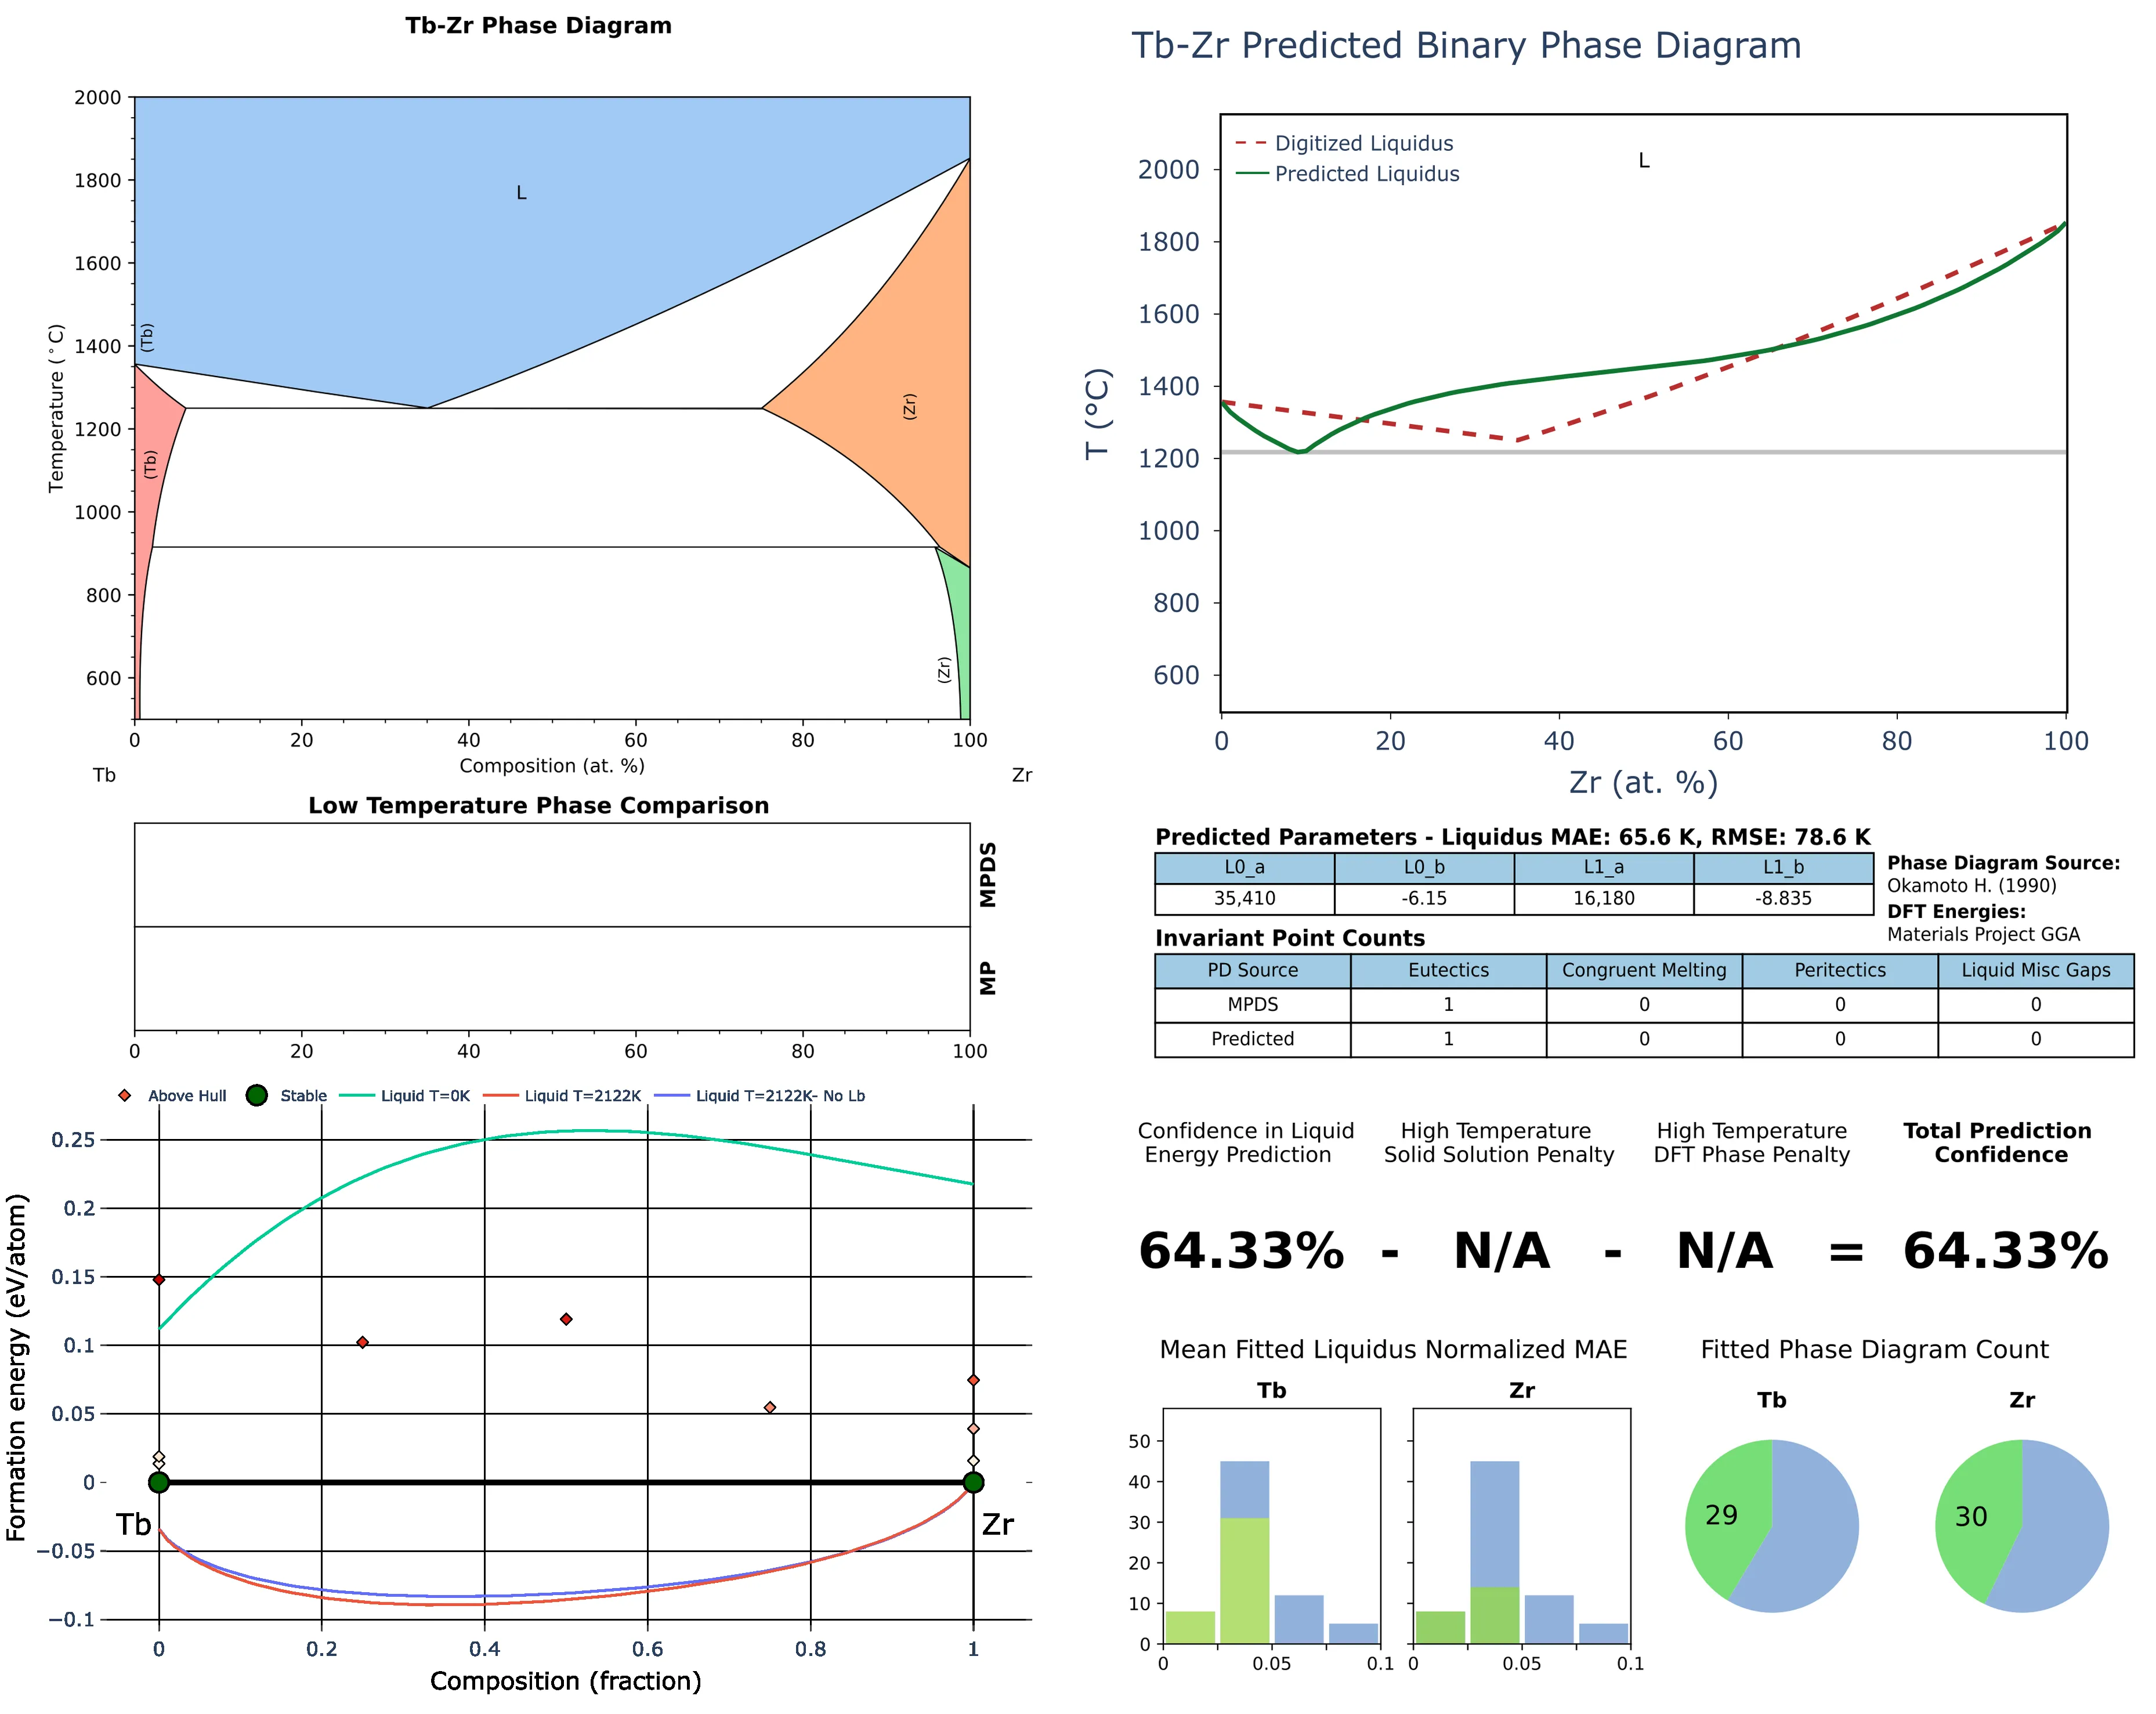 Tb-Zr Phase Diagram
2000
1800
1600
1400
1200
1000
800
600
Temperature (°C)
L
(Tb)
(Tb)
(Zr)
(Zr)
0 20 40 60 80 100
Composition (at. %)
Tb Zr
Low Temperature Phase Comparison
MPDS
MP
0 20 40 60 80 100
Above Hull Stable Liquid T=0K Liquid T=2122K Liquid T=2122K- No Lb
0.25
0.2
0.15
0.1
0.05
0
−0.05
−0.1
Formation energy (eV/atom)
Tb Zr
0 0.2 0.4 0.6 0.8 1
Composition (fraction)
Tb-Zr Predicted Binary Phase Diagram
Digitized Liquidus
Predicted Liquidus
L
2000
1800
1600
1400
1200
1000
800
600
T (°C)
0 20 40 60 80 100
Zr (at. %)
Predicted Parameters - Liquidus MAE: 65.6 K, RMSE: 78.6 K
L0_a L0_b L1_a L1_b
35,410 -6.15 16,180 -8.835
Phase Diagram Source:
Okamoto H. (1990)
DFT Energies:
Materials Project GGA
Invariant Point Counts
PD Source Eutectics Congruent Melting Peritectics Liquid Misc Gaps
MPDS 1 0 0 0
Predicted 1 0 0 0
Confidence in Liquid
Energy Prediction
High Temperature
Solid Solution Penalty
High Temperature
DFT Phase Penalty
Total Prediction
Confidence
64.33% - N/A - N/A = 64.33%
Mean Fitted Liquidus Normalized MAE
Tb Zr
50
40
30
20
10
0
0 0.05 0.1 0 0.05 0.1
Fitted Phase Diagram Count
Tb Zr
29 30